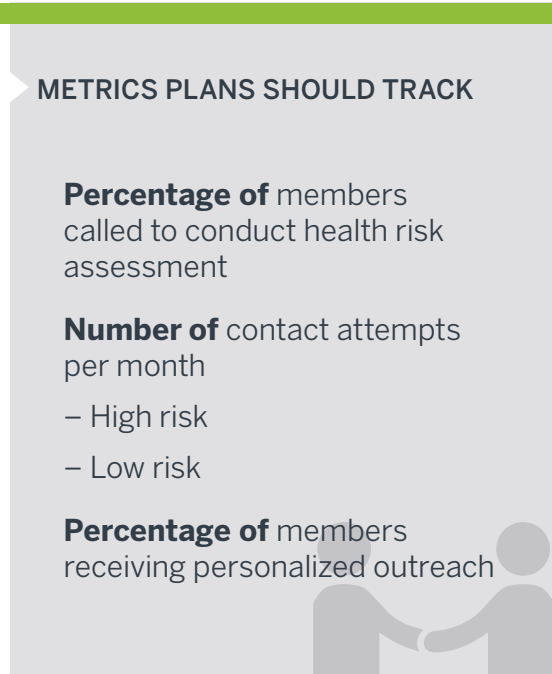 METRICS PLANS SHOULD TRACK
Percentage of members
called to conduct health risk
assessment
Number of contact attempts
per month
– High risk
– Low risk
Percentage of members
receiving personalized outreach